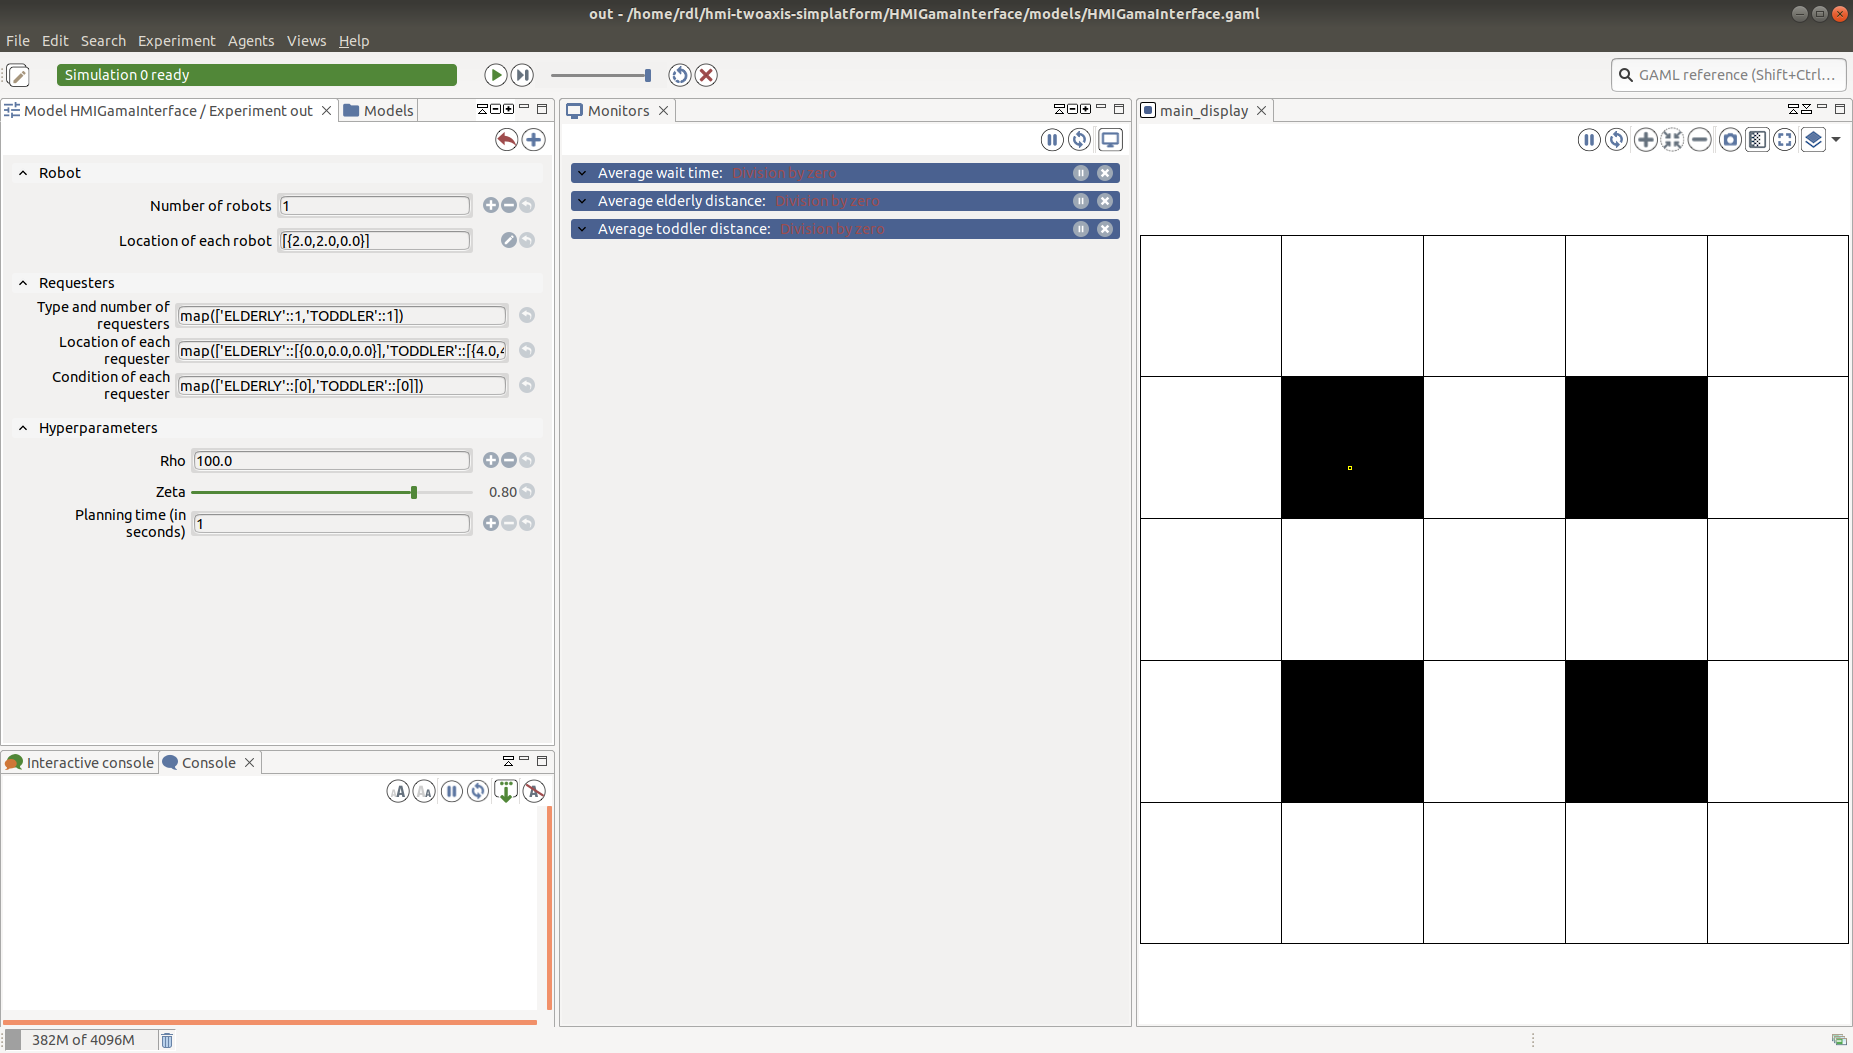 out - /home/rdl/hmi-twoaxis-simplatform/HMIGamaInterface/models/HMIGamaInterface.gaml
File Edit Search Experiment Agents Views Help
Simulation 0 ready
GAML reference (Shift+Ctrl...
Model HMIGamaInterface / Experiment out
Models
Robot
Number of robots 1
Location of each robot [{2.0,2.0,0.0}]
Requesters
Type and number of
requesters
map(['ELDERLY'::1,'TODDLER'::1])
Location of each
requester
map(['ELDERLY'::[{0.0,0.0,0.0}],'TODDLER'::[{4.0,4
Condition of each
requester
map(['ELDERLY'::[0],'TODDLER'::[0]])
Hyperparameters
Rho 100.0
Zeta 0.80
Planning time (in
seconds)
1
Interactive console
Console
382M of 4096M
Monitors
Average wait time: Division by zero
Average elderly distance: Division by zero
Average toddler distance: Division by zero
main_display